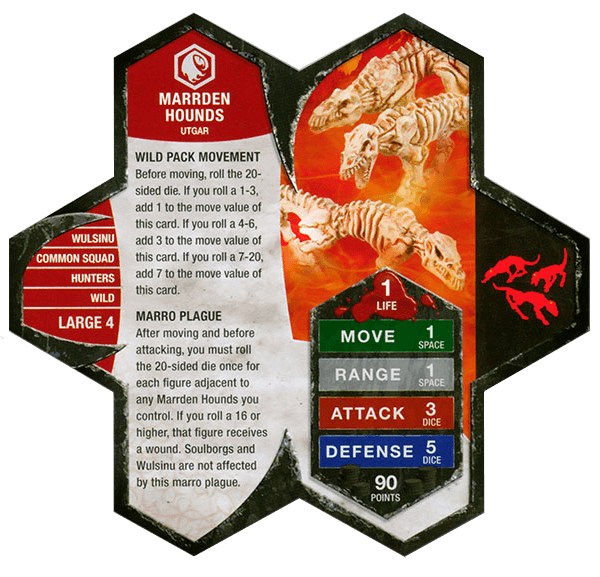 MARRDEN
HOUNDS
UTGAR
WILD PACK MOVEMENT
Before moving, roll the 20-
sided die. If you roll a 1-3,
add 1 to the move value of
this card. If you roll a 4-6,
add 3 to the move value of
this card. If you roll a 7-20,
add 7 to the move value of
this card.
MARRO PLAGUE
After moving and before
attacking, you must roll
the 20-sided die once for
each figure adjacent to
any Marrden Hounds you
control. If you roll a 16 or
higher, that figure receives
a wound. Soulborgs and
Wulsinu are not affected
by this marro plague.
WULSINU
COMMON SQUAD
HUNTERS
WILD
LARGE 4
1
LIFE
MOVE 1
SPACE
RANGE 1
SPACE
ATTACK 3
DICE
DEFENSE 5
DICE
90
POINTS